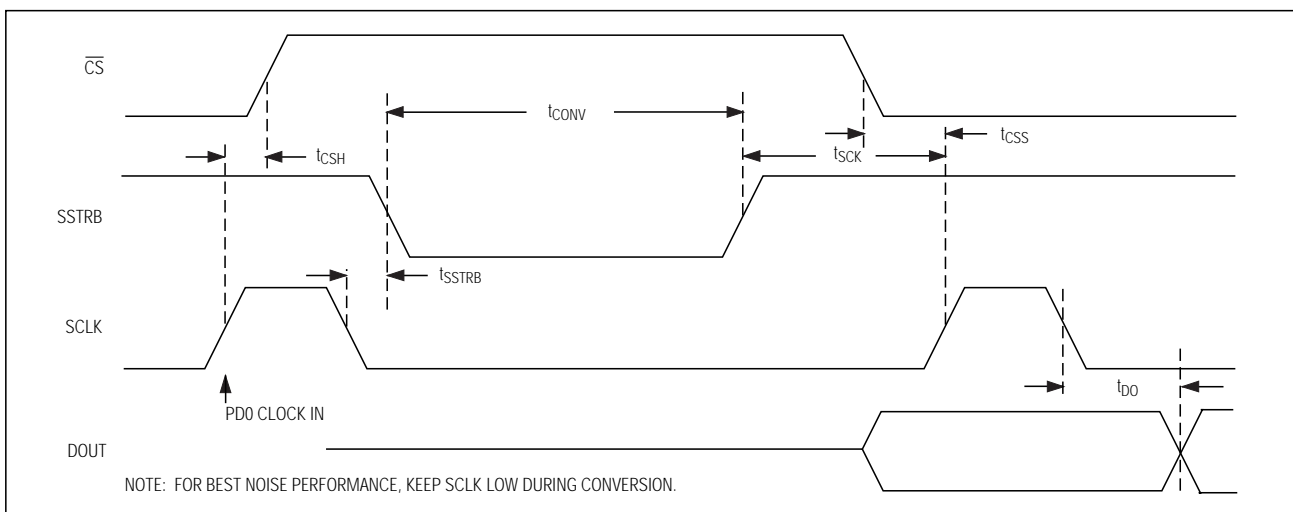 CS
tCONV
tCSS
tCSH
tSCK
SSTRB
tSSTRB
SCLK
PD0 CLOCK IN
tDO
DOUT
NOTE: FOR BEST NOISE PERFORMANCE, KEEP SCLK LOW DURING CONVERSION.